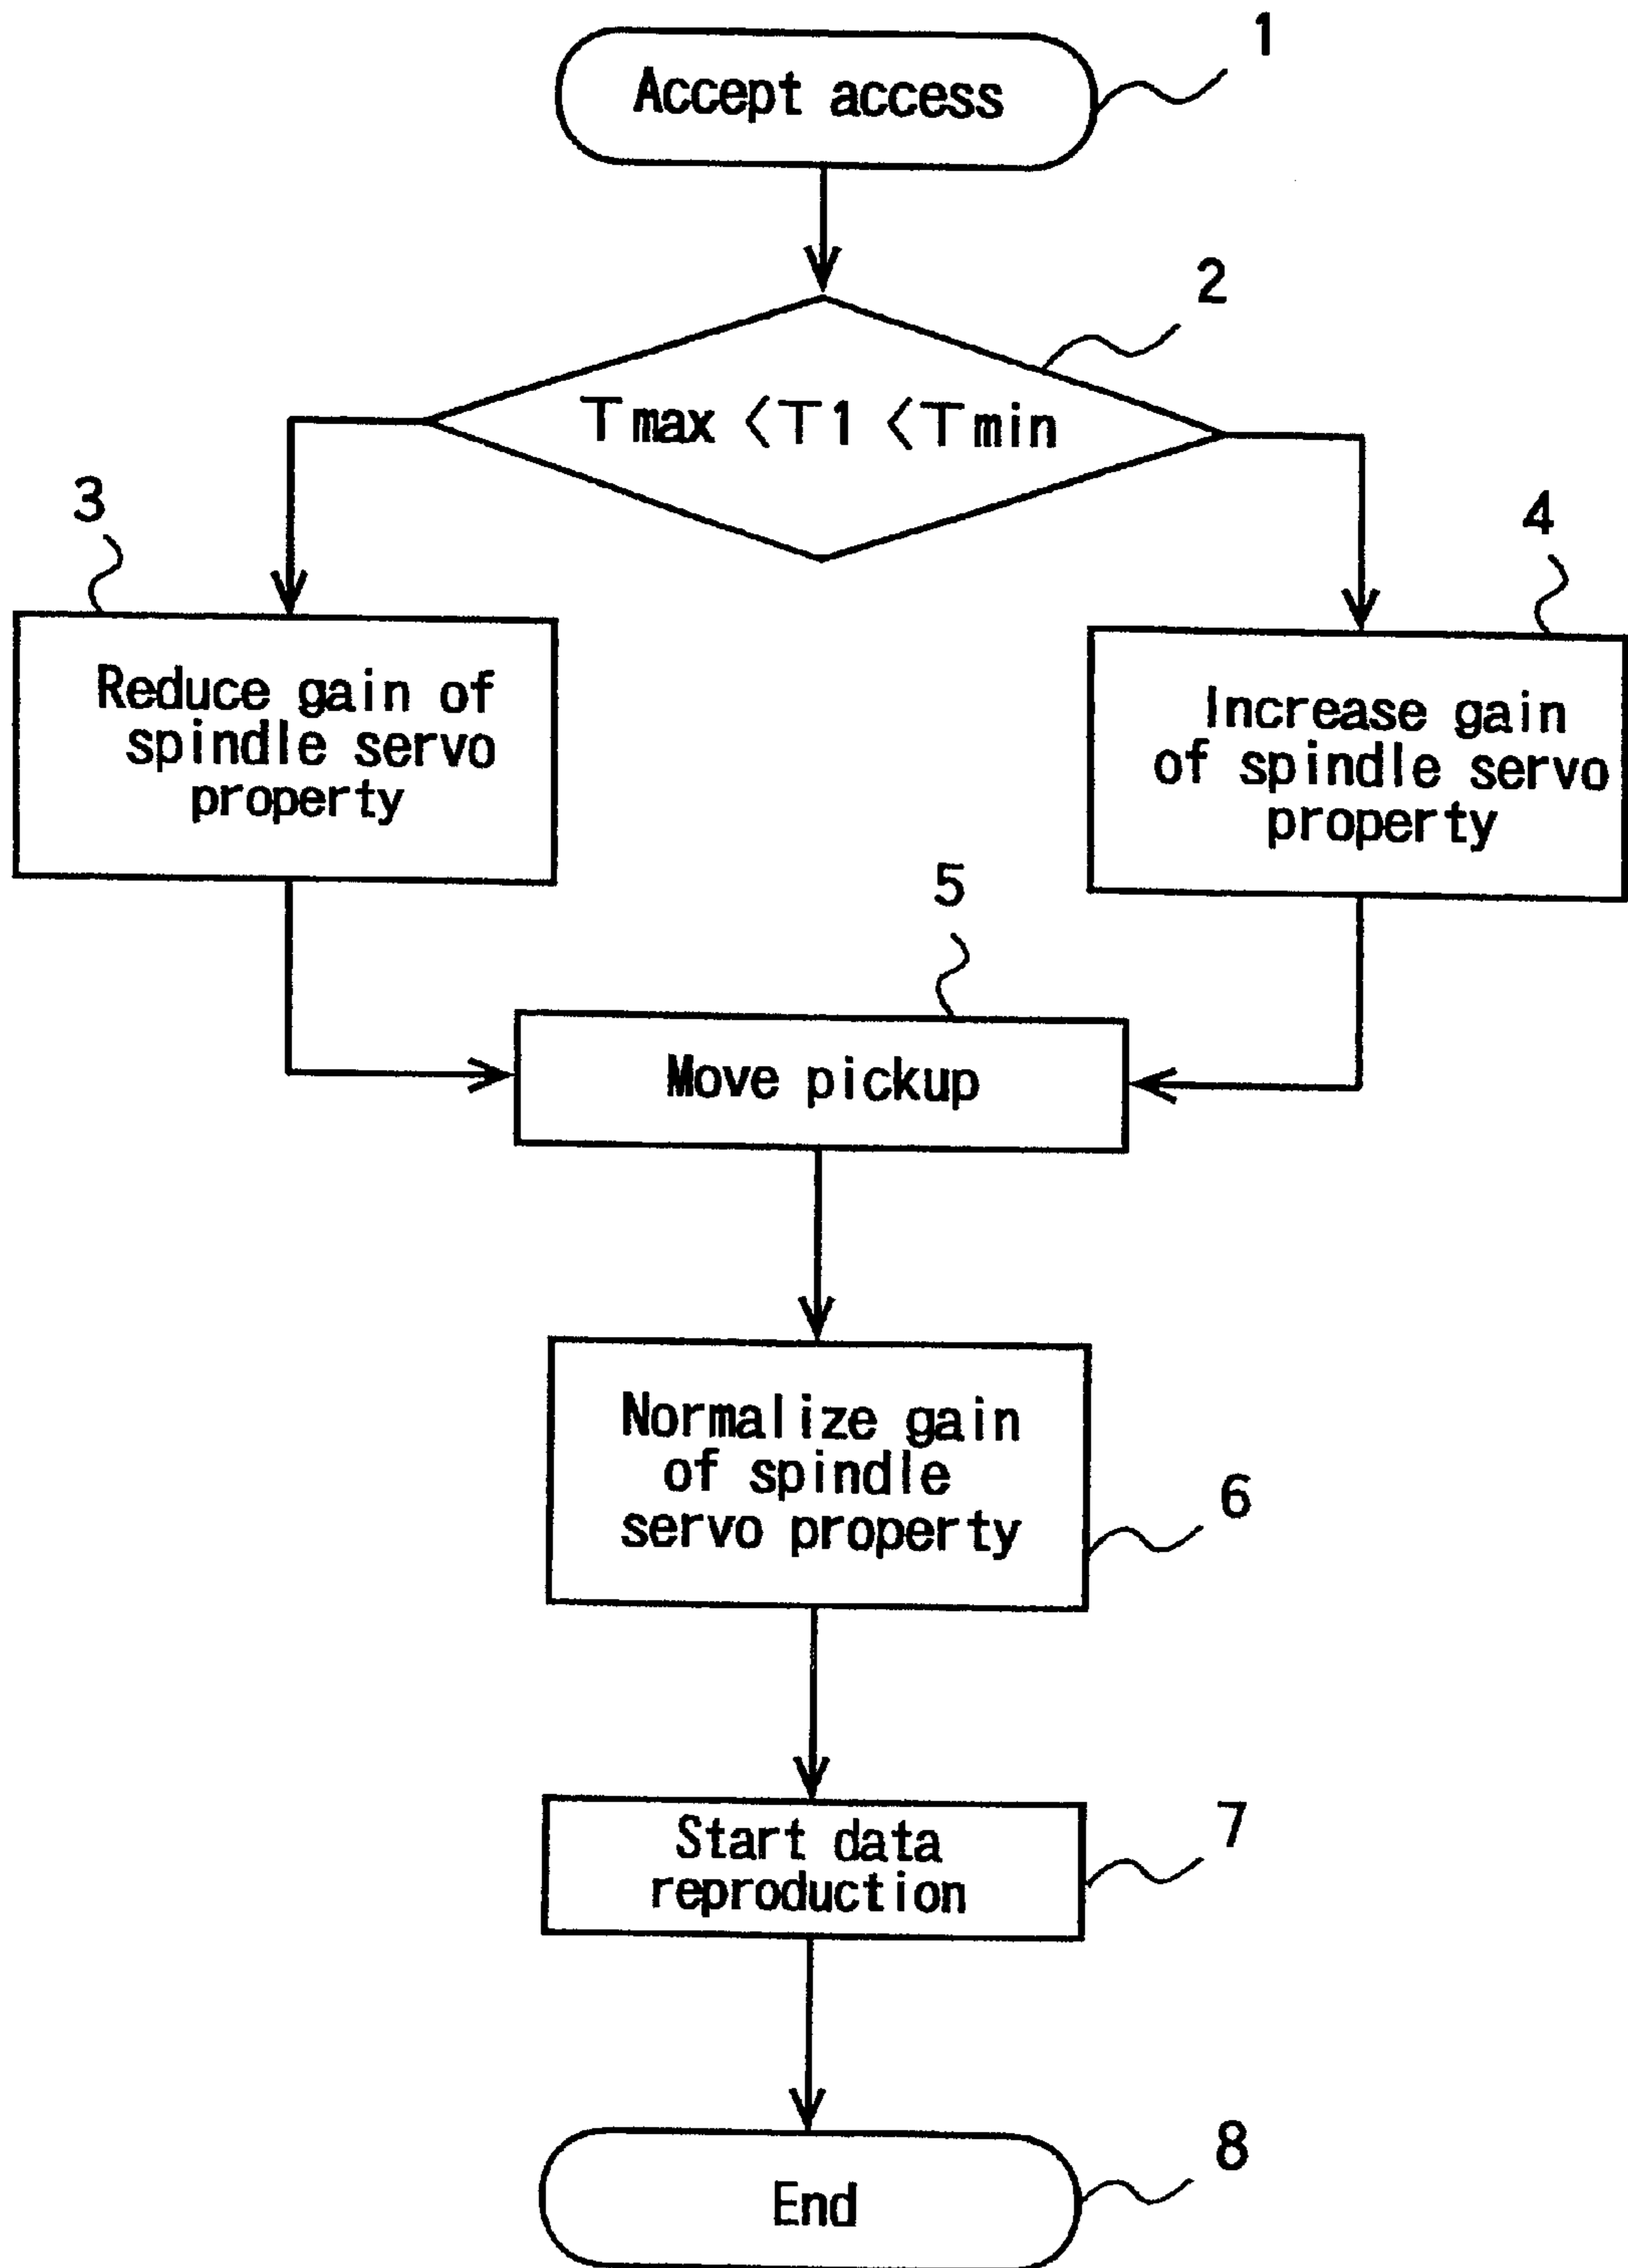 1
Accept access
2
Tmax <T1 <Tmin
3
Reduce gain of
spindle servo
property
4
Increase gain
of spindle servo
property
5
Move pickup
Normalize gain
of spindle
servo property
6
Start data
reproduction
7
End
8